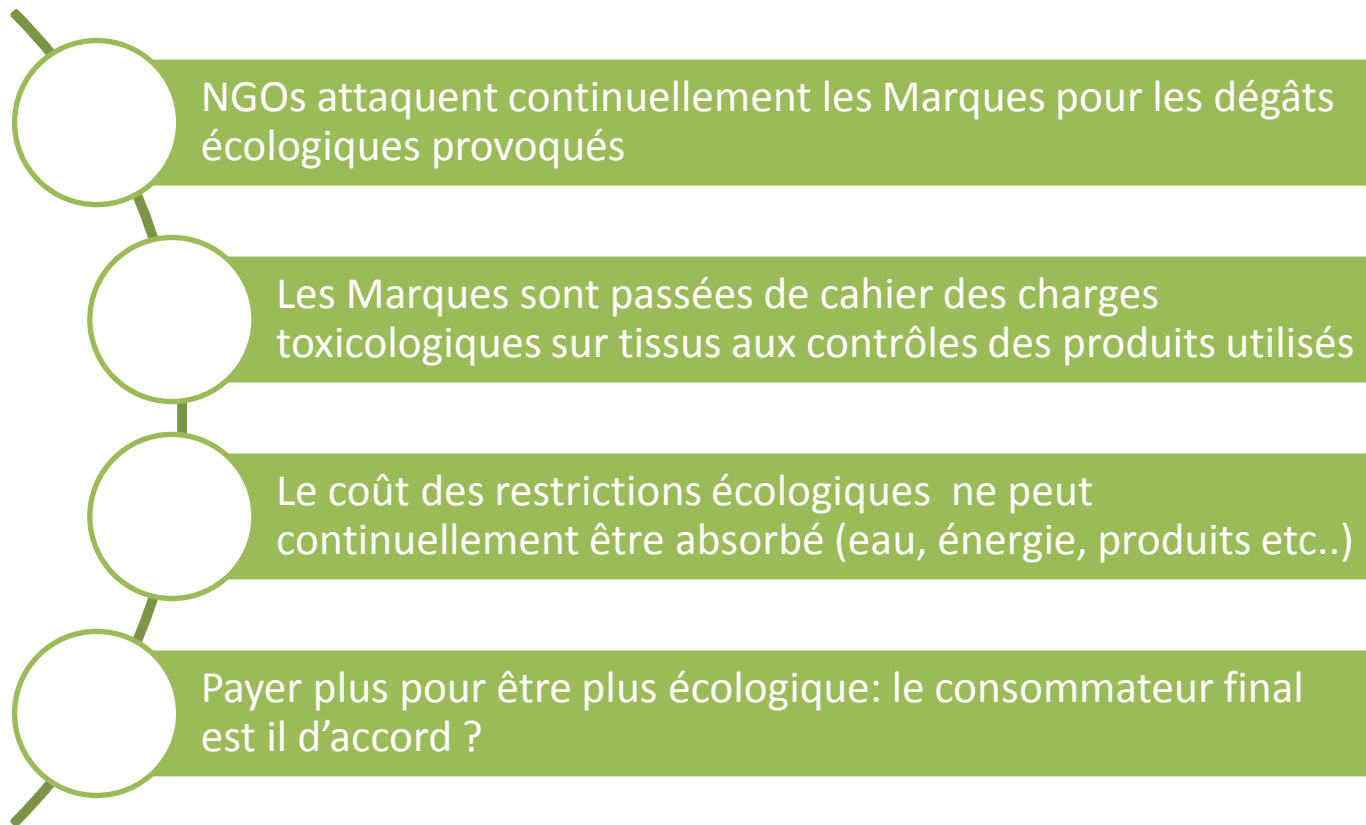 NGOs attaquent continuellement les Marques pour les dégâts
écologiques provoqués
Les Marques sont passées de cahier des charges
toxicologiques sur tissus aux contrôles des produits utilisés
Le coût des restrictions écologiques  ne peut
continuellement être absorbé (eau, énergie, produits etc..)
Payer plus pour être plus écologique: le consommateur final
est il d’accord ?